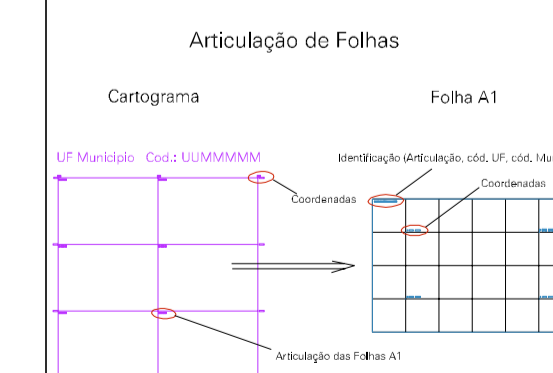 Articulação de Folhas
Cartograma
Folha A1
UF Municipio Cod.: UUMMMMM
Identificação (Articulação, cód. UF, cód. Mu
Coordenadas
Coordenadas
Articulação das Folhas A1